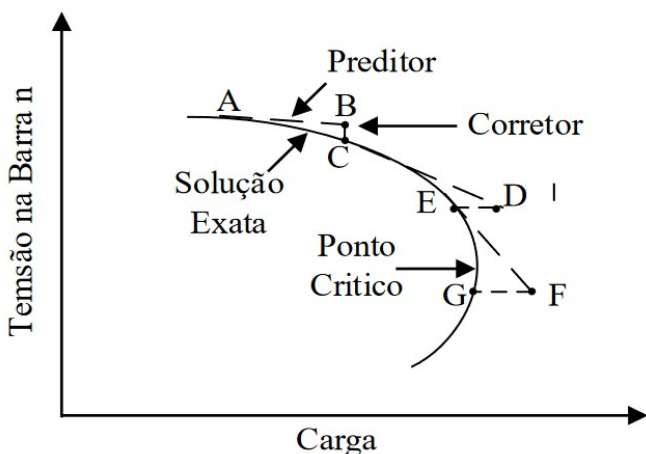 Preditor
A
B
Corretor
C
Solução
Exata
E
D
Ponto
Critico
G
F
Temsão na Barra n
Carga